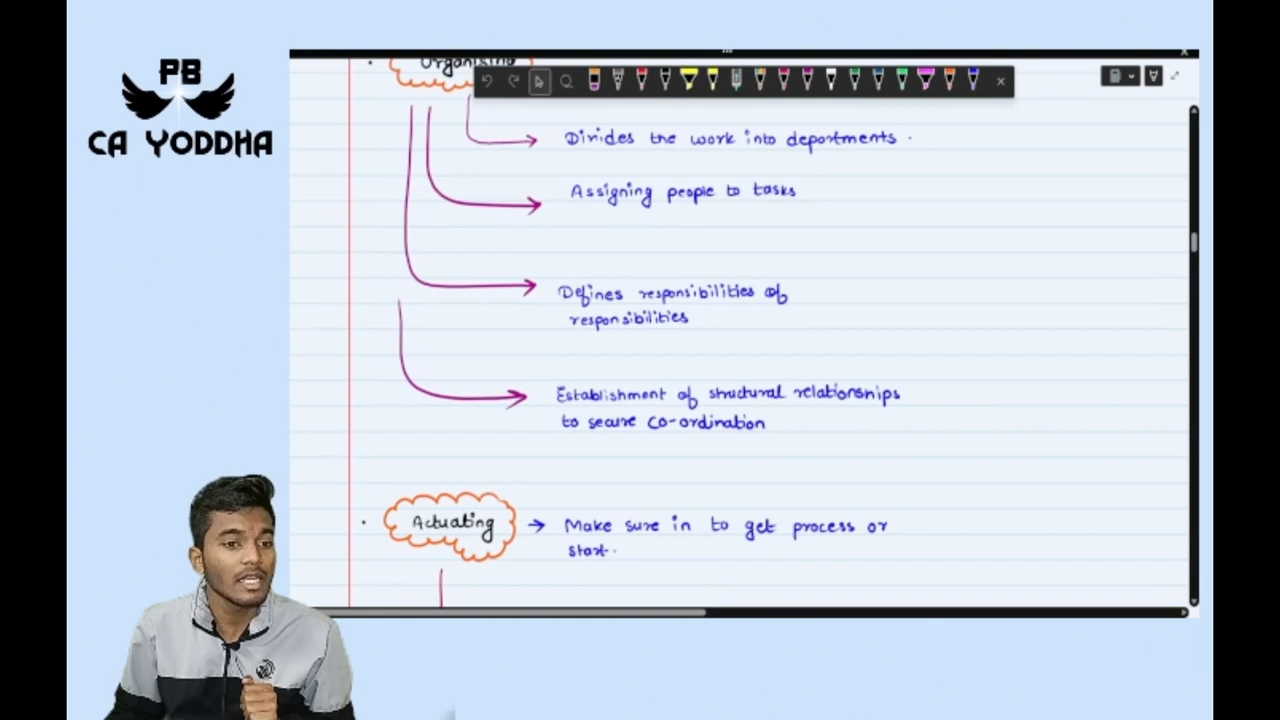 PB
CA YODDHA
Organising
Divides the work into departments.
Assigning people to tasks
Defines responsibilities of
responsibilities
Establishment of structural relationships
to secure co-ordination
Actuating → Make sure in to get process or
start.